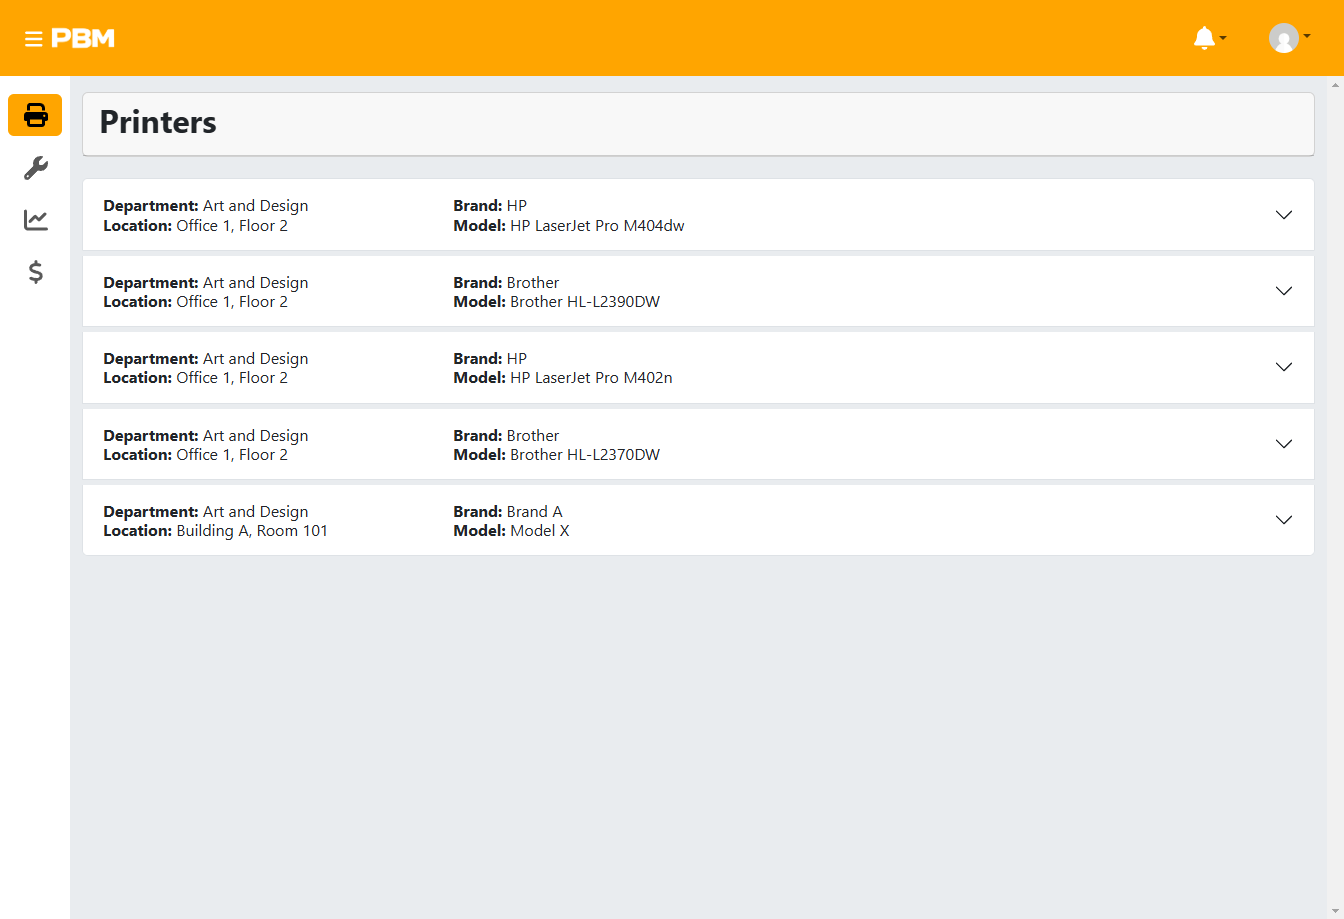 PBM
Printers
Department: Art and Design
Location: Office 1, Floor 2
Brand: HP
Model: HP LaserJet Pro M404dw
Department: Art and Design
Location: Office 1, Floor 2
Brand: Brother
Model: Brother HL-L2390DW
Department: Art and Design
Location: Office 1, Floor 2
Brand: HP
Model: HP LaserJet Pro M402n
Department: Art and Design
Location: Office 1, Floor 2
Brand: Brother
Model: Brother HL-L2370DW
Department: Art and Design
Location: Building A, Room 101
Brand: Brand A
Model: Model X